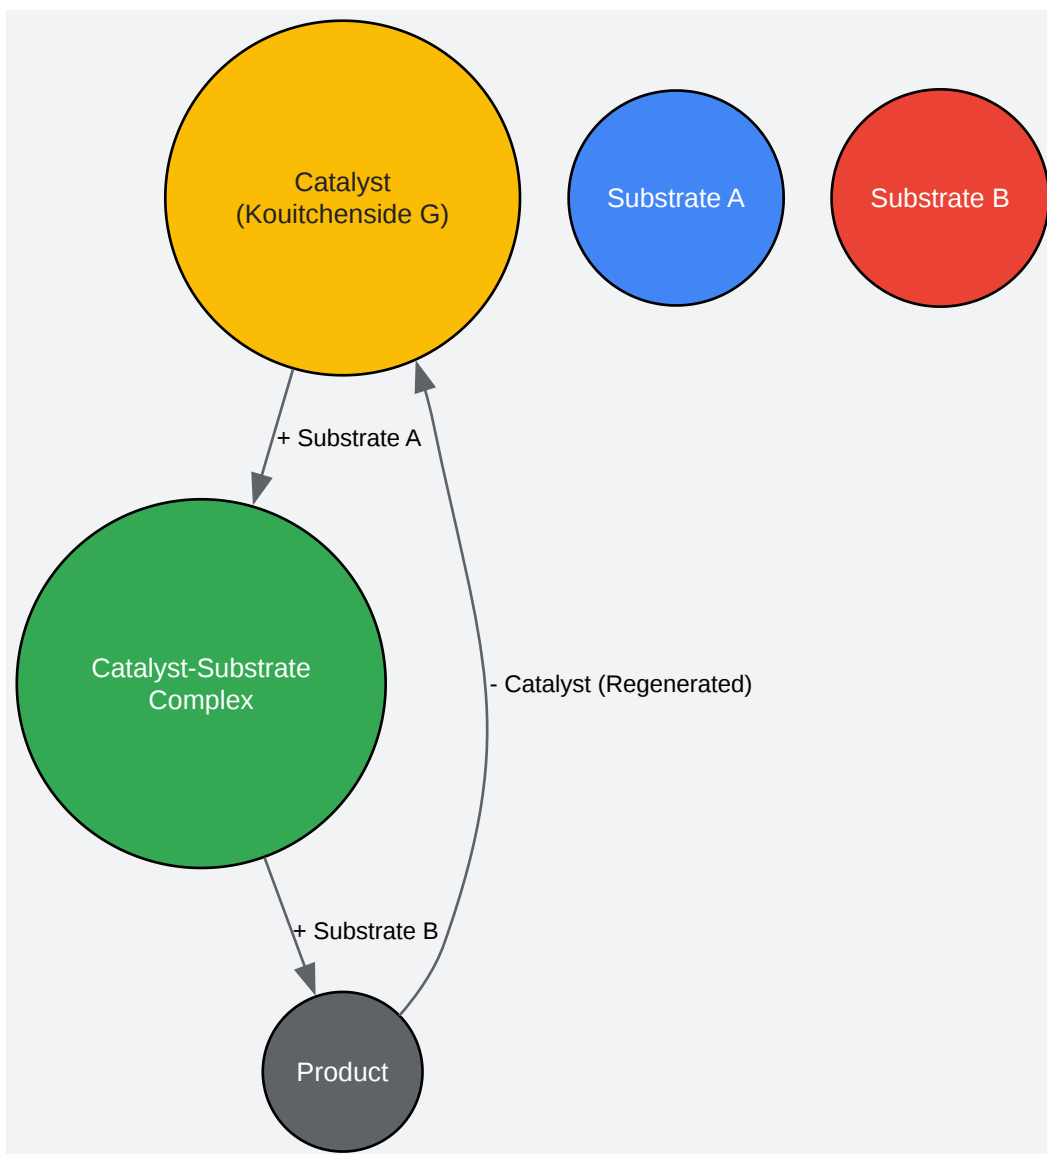 Catalyst
(Kouitchenside G)
Substrate A
Substrate B
+ Substrate A
Catalyst-Substrate
Complex
- Catalyst (Regenerated)
+ Substrate B
Product